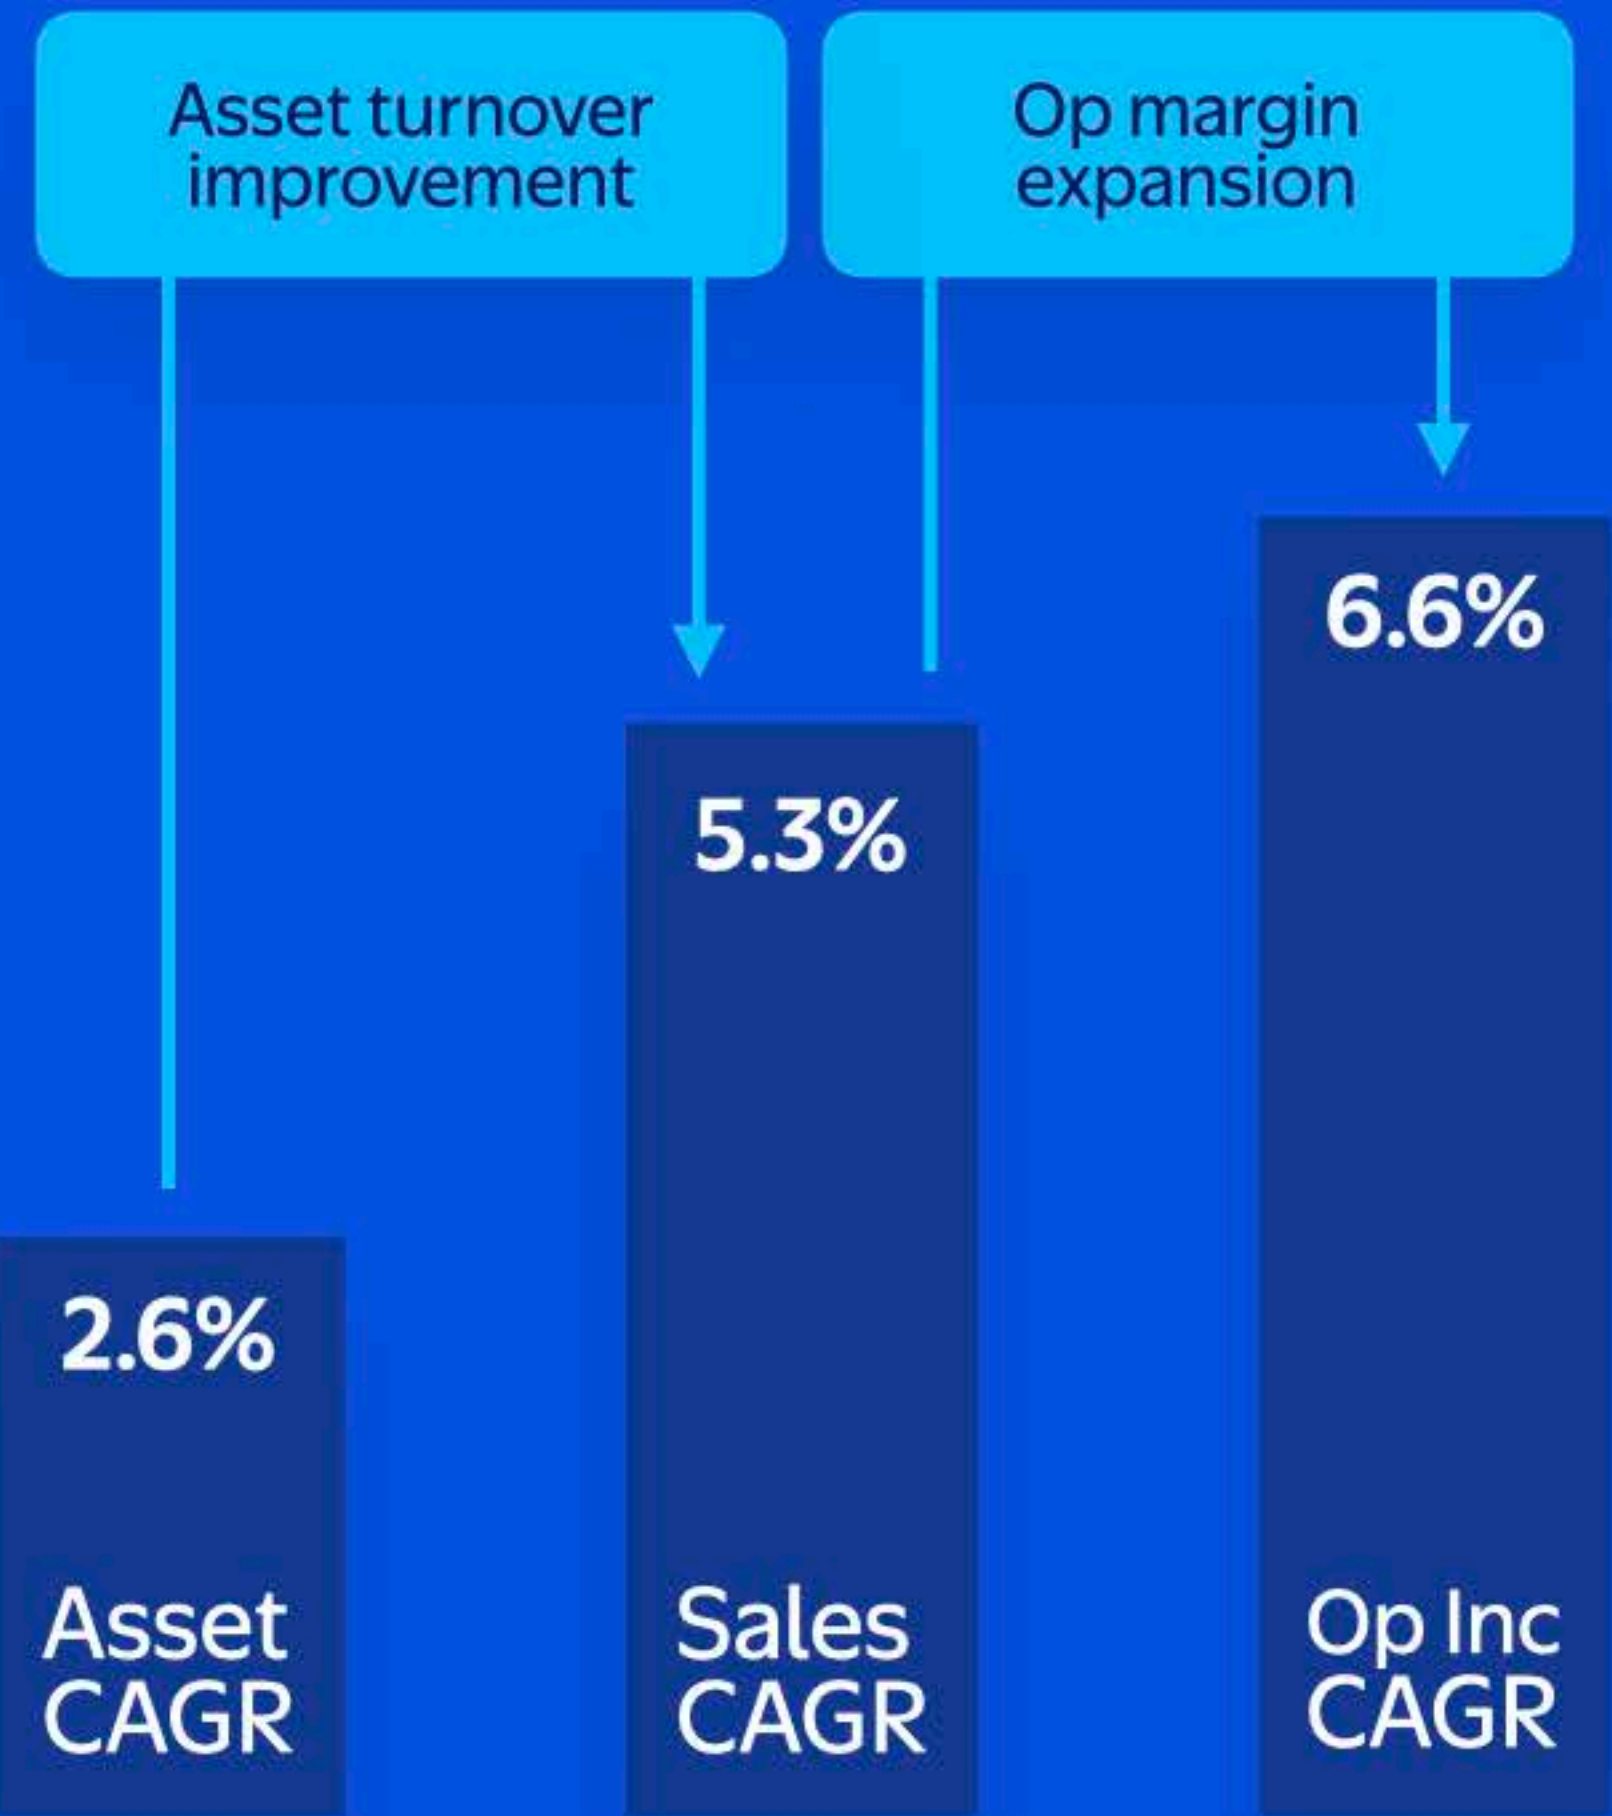 Asset turnover
improvement
Op margin
expansion
2.6%
Asset
CAGR
5.3%
Sales
CAGR
6.6%
Op Inc
CAGR